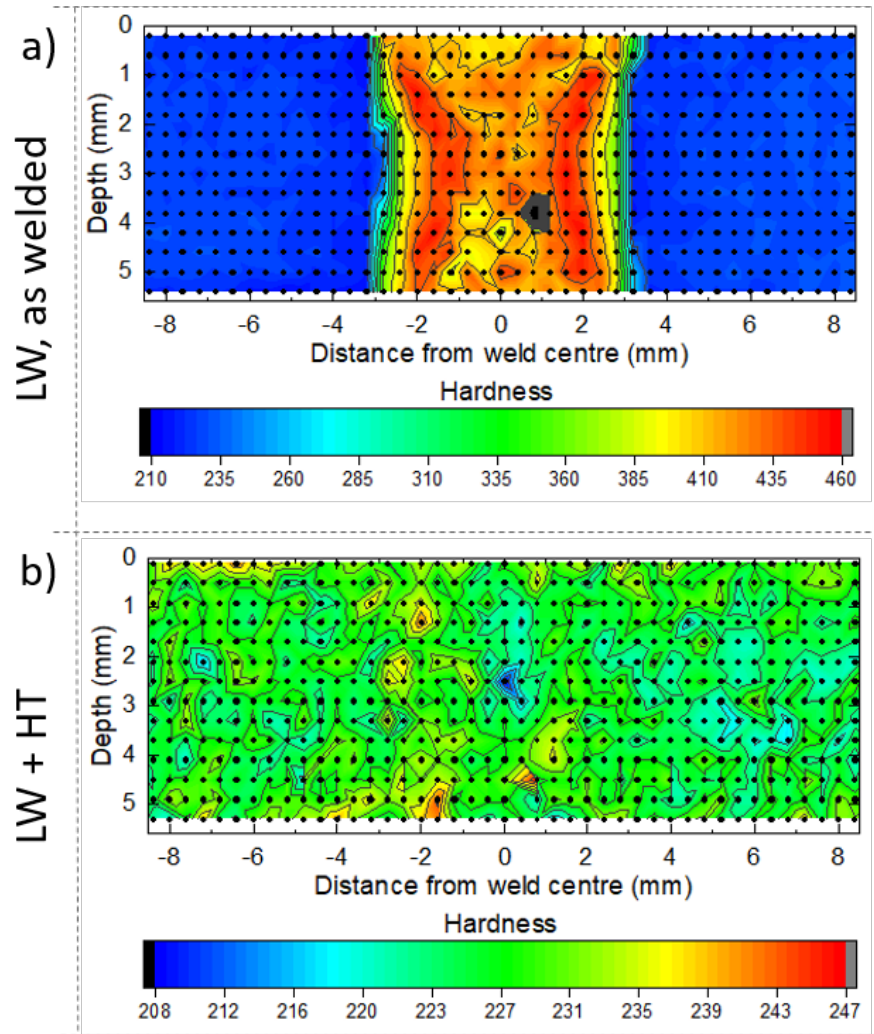 a)
LW, as welded
0
1
2
3
4
5
Depth (mm)
-8 -6 -4 -2 0 2 4 6 8
Distance from weld centre (mm)
Hardness
210 235 260 285 310 335 360 385 410 435 460
b)
LW + HT
0
1
2
3
4
5
Depth (mm)
-8 -6 -4 -2 0 2 4 6 8
Distance from weld centre (mm)
Hardness
208 212 216 220 223 227 231 235 239 243 247